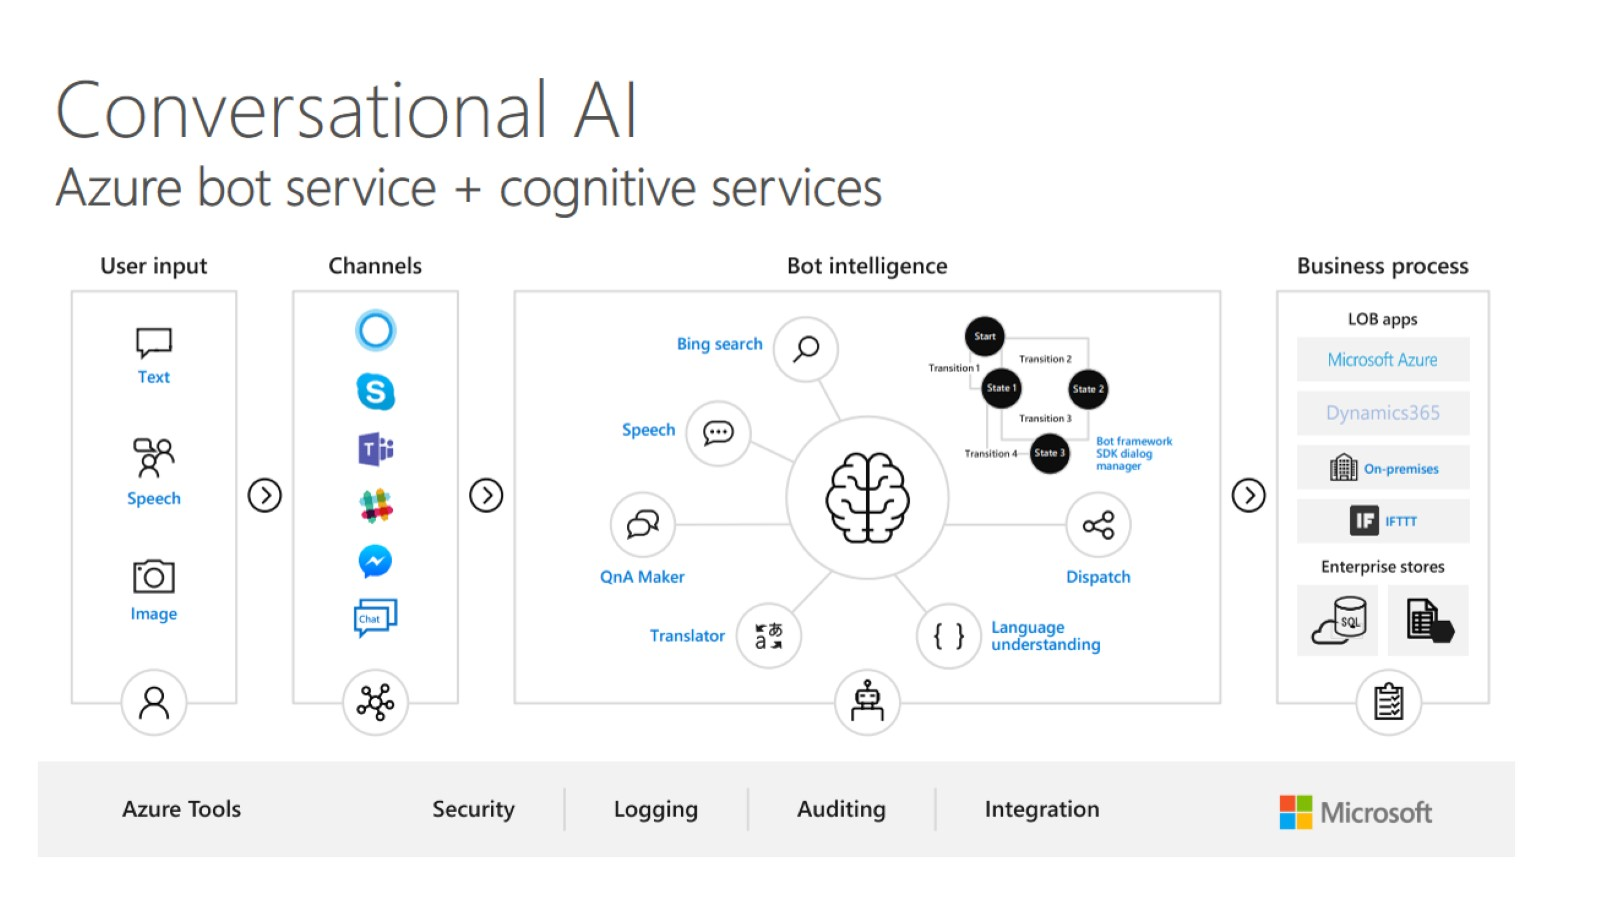 Conversational AI
Azure bot service + cognitive services
User input
Channels
Bot intelligence
Business process
Text
Speech
Image
S
T
Chat
Bing search
Speech
QnA Maker
Translator
あ
a
{ }
Language
understanding
Dispatch
Start
Transition 1
Transition 2
State 1
State 2
Transition 3
Transition 4
State 3
Bot framework
SDK dialog
manager
LOB apps
Microsoft Azure
Dynamics365
On-premises
IF IFTTT
Enterprise stores
SQL
Azure Tools
Security
Logging
Auditing
Integration
Microsoft